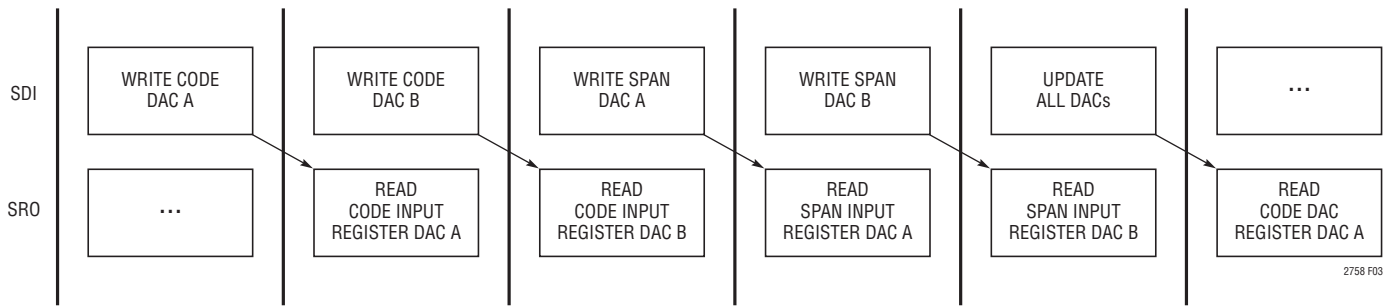 SDI
WRITE CODE
DAC A
WRITE CODE
DAC B
WRITE SPAN
DAC A
WRITE SPAN
DAC B
UPDATE
ALL DACs
...
SRO
...
READ
CODE INPUT
REGISTER DAC A
READ
CODE INPUT
REGISTER DAC B
READ
SPAN INPUT
REGISTER DAC A
READ
SPAN INPUT
REGISTER DAC B
READ
CODE DAC
REGISTER DAC A
2758 F03